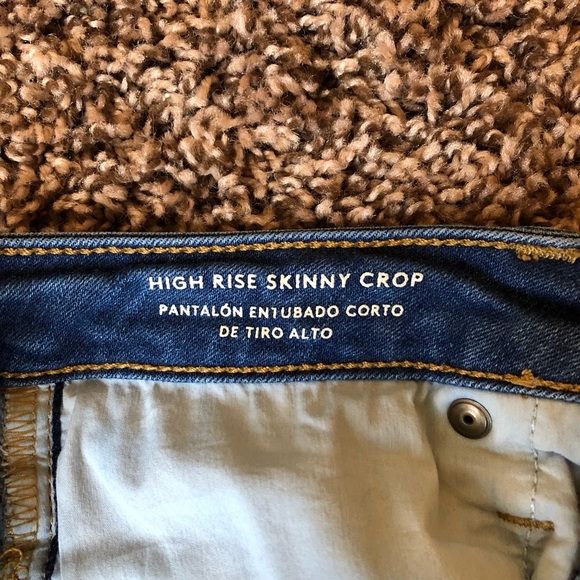 HIGH RISE SKINNY CROP
PANTALÓN ENTUBADO CORTO
DE TIRO ALTO